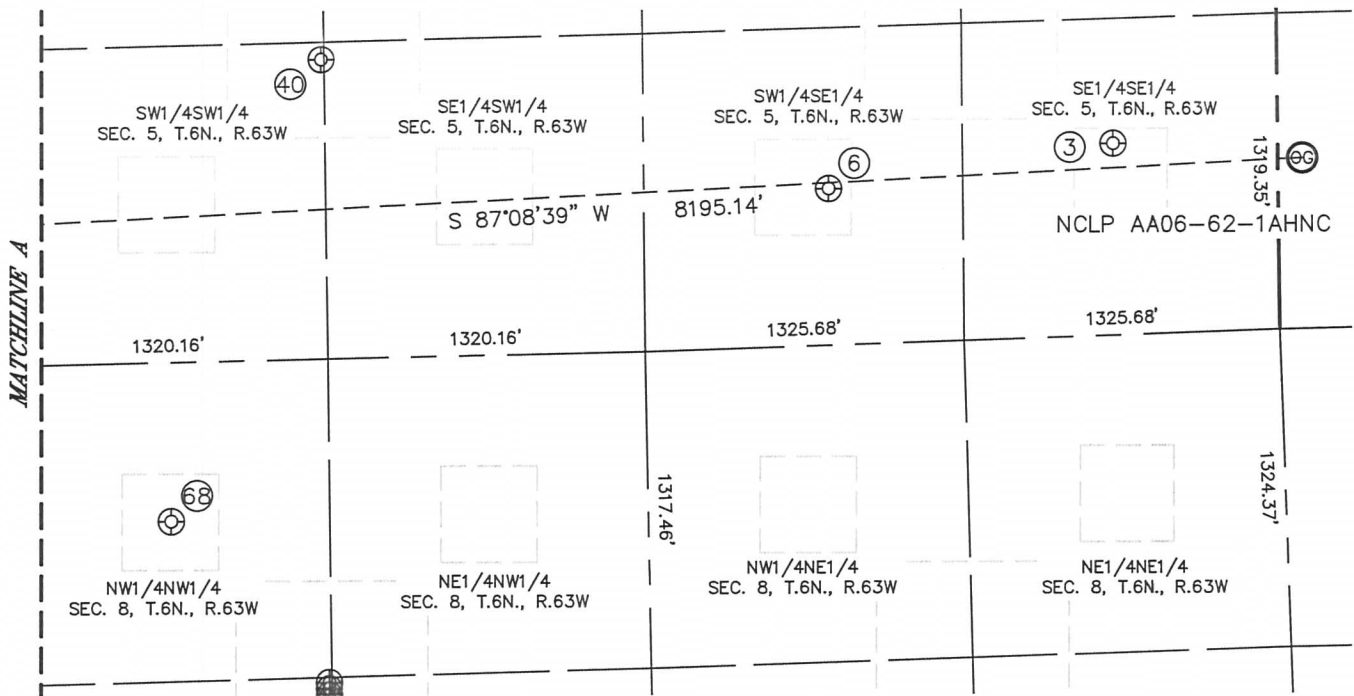 40
SW1/4SW1/4
SEC. 5, T.6N., R.63W
SE1/4SW1/4
SEC. 5, T.6N., R.63W
SW1/4SE1/4
SEC. 5, T.6N., R.63W
SE1/4SE1/4
SEC. 5, T.6N., R.63W
6
3
1319.35'
OG
S 87°08'39" W
8195.14'
NCLP AA06-62-1AHNC
MATCHLINE A
1320.16'
1320.16'
1325.68'
1325.68'
68
1317.46'
1324.37'
NW1/4NW1/4
SEC. 8, T.6N., R.63W
NE1/4NW1/4
SEC. 8, T.6N., R.63W
NW1/4NE1/4
SEC. 8, T.6N., R.63W
NE1/4NE1/4
SEC. 8, T.6N., R.63W